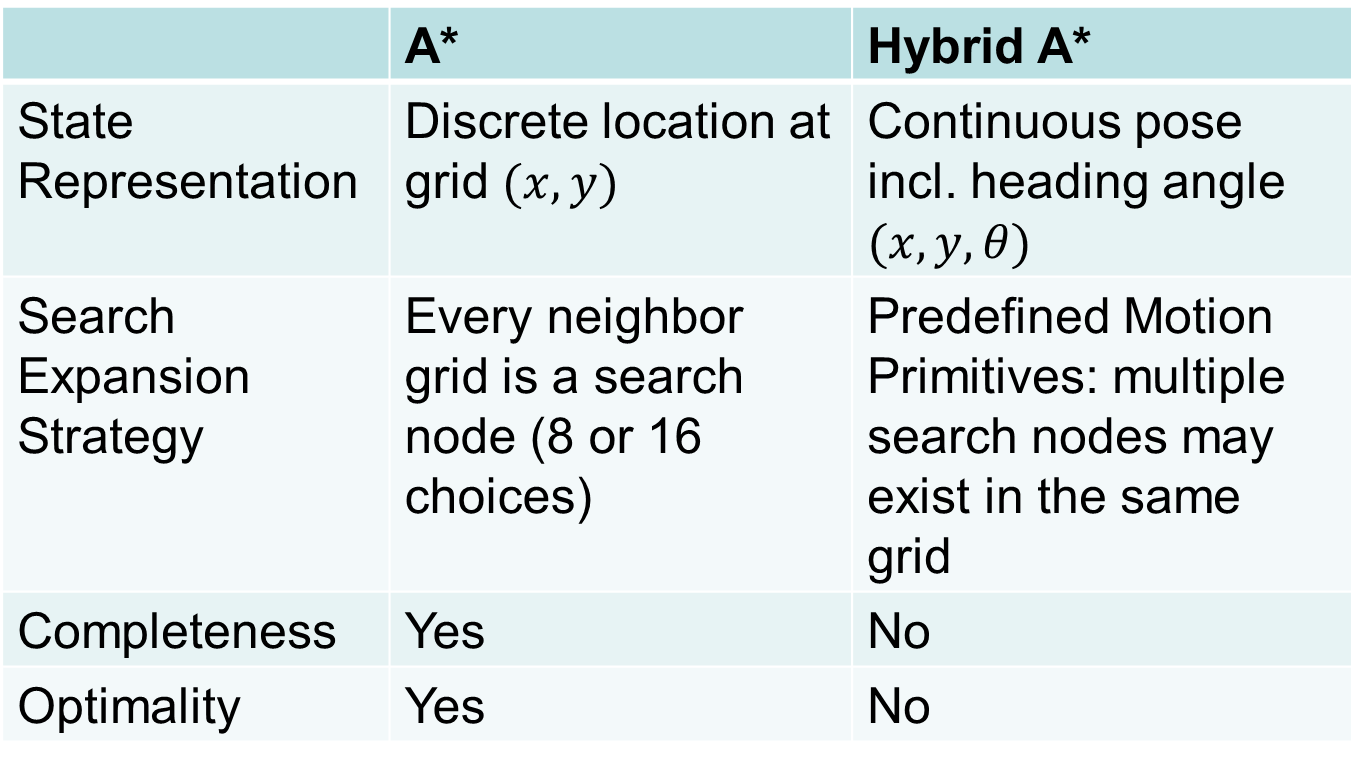 A*
Hybrid A*
State
Representation
Discrete location at
grid (x, y)
Continuous pose
incl. heading angle
(x, y, θ)
Search
Expansion
Strategy
Every neighbor
grid is a search
node (8 or 16
choices)
Predefined Motion
Primitives: multiple
search nodes may
exist in the same
grid
Completeness
Yes
No
Optimality
Yes
No